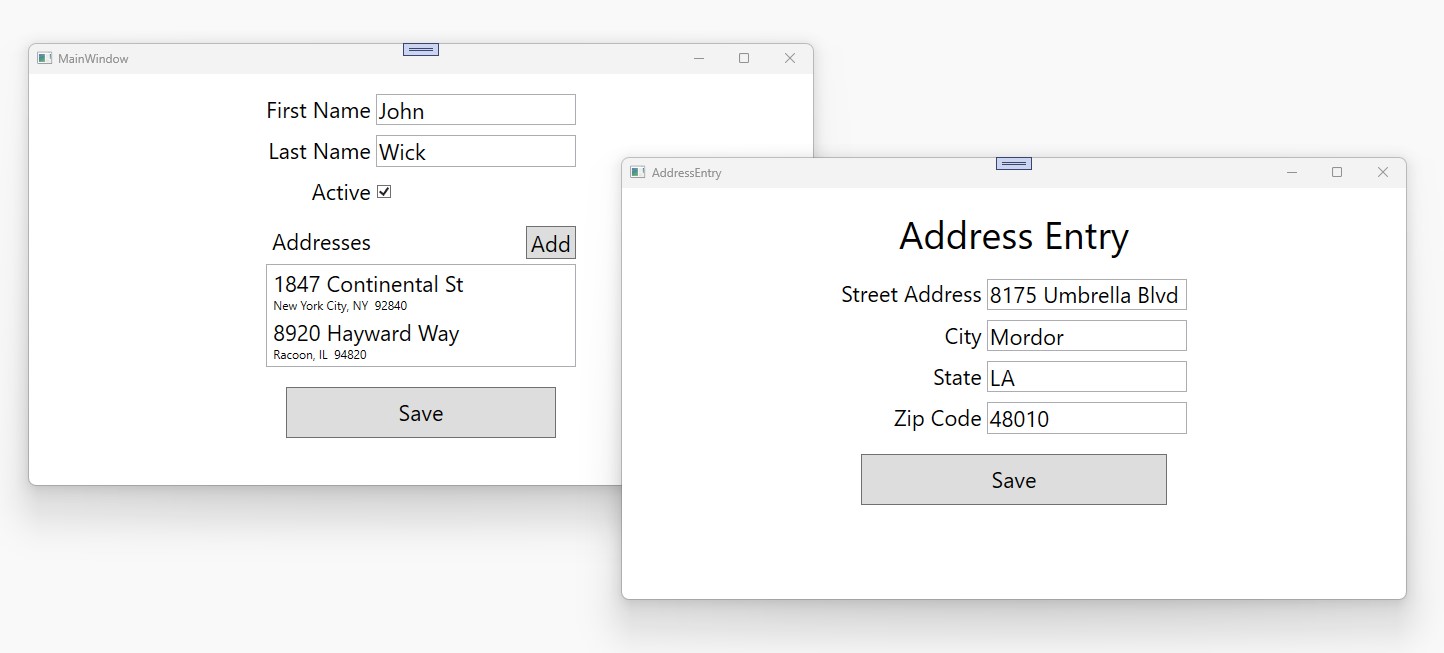 MainWindow
First Name John
Last Name Wick
Active
Addresses Add
1847 Continental St
New York City, NY  92840
8920 Hayward Way
Racoon, IL  94820
Save
AddressEntry
Address Entry
Street Address 8175 Umbrella Blvd
City Mordor
State LA
Zip Code 48010
Save